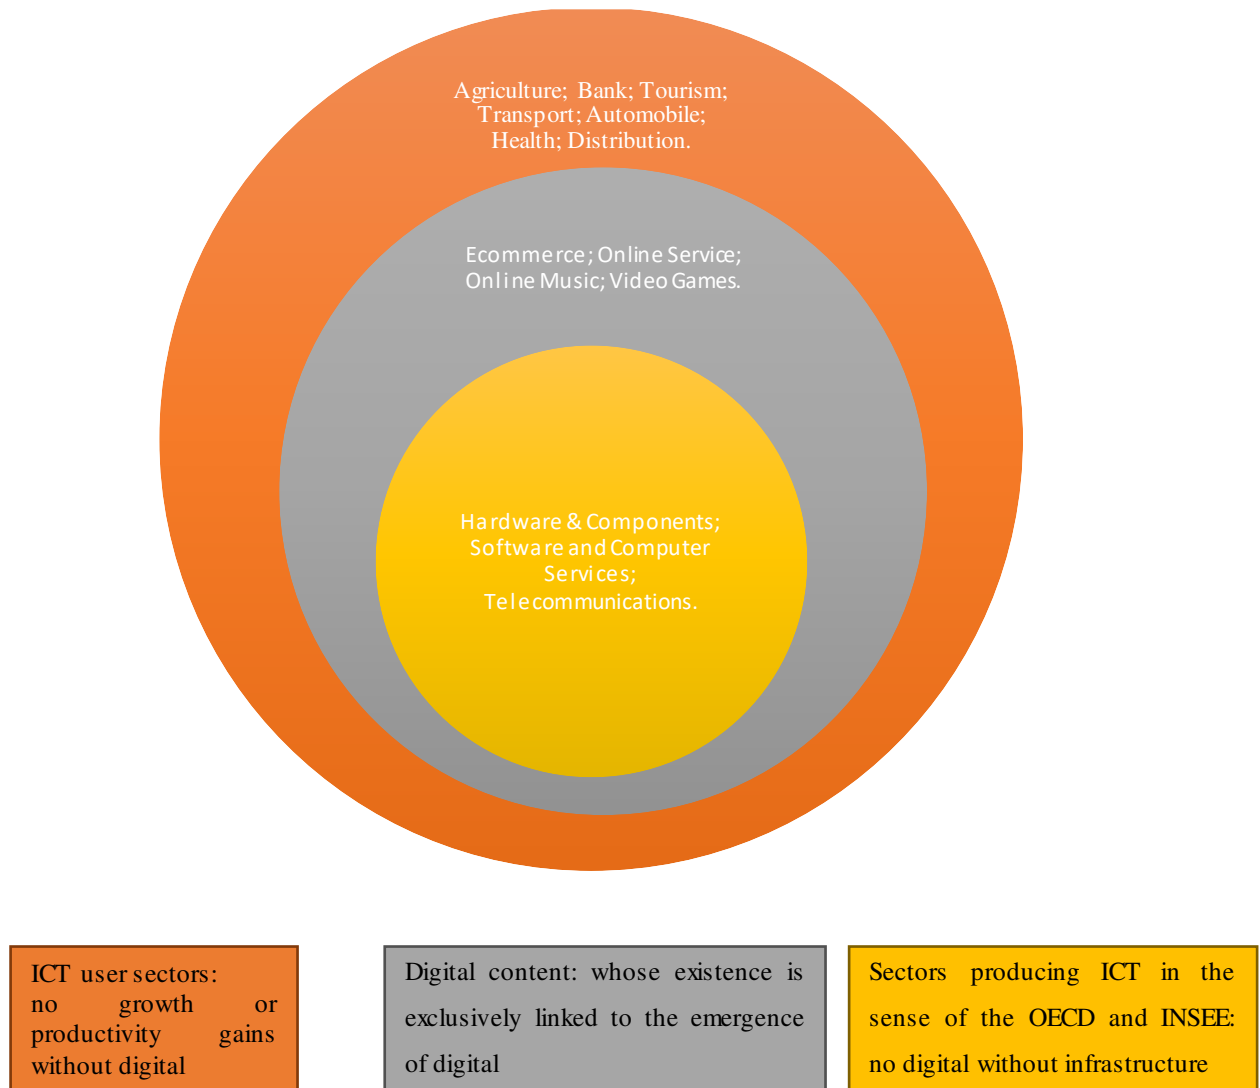 Agriculture; Bank; Tourism;
Transport; Automobile;
Health; Distribution.
Ecommerce; Online Service;
Online Music; Video Games.
Hardware & Components;
Software and Computer
Services;
Telecommunications.
ICT user sectors:
no growth or
productivity gains
without digital
Digital content: whose existence is
exclusively linked to the emergence
of digital
Sectors producing ICT in the
sense of the OECD and INSEE:
no digital without infrastructure